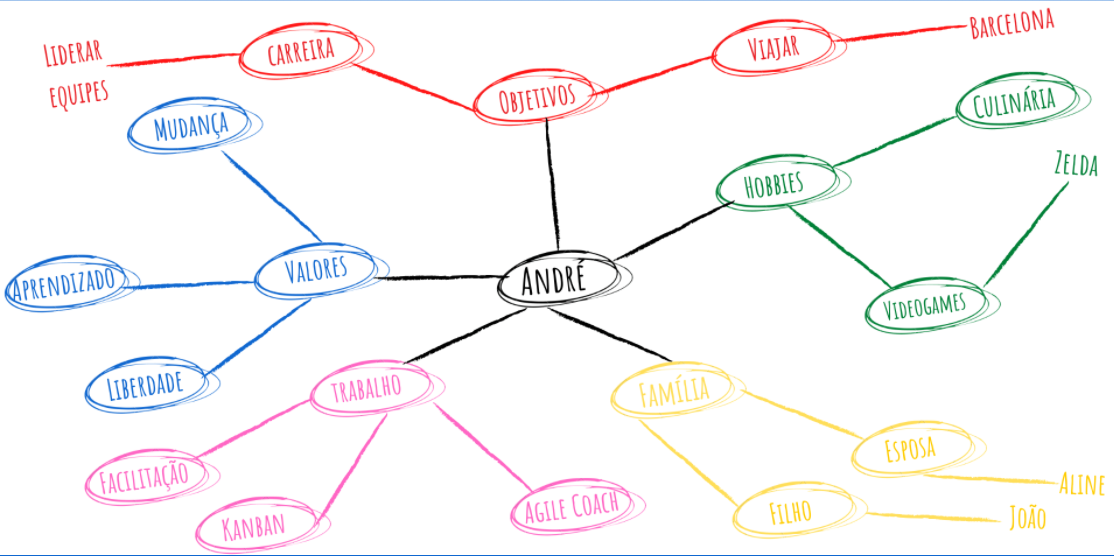 LIDERAR
EQUIPES
CARREIRA
OBJETIVOS
VIAJAR
BARCELONA
MUDANÇA
CULINÁRIA
HOBBIES
ZELDA
APRENDIZADO
VALORES
ANDRÉ
VIDEOGAMES
LIBERDADE
TRABALHO
FAMÍLIA
FACILITAÇÃO
KANBAN
AGILE COACH
ESPOSA
ALINE
FILHO
JOÃO